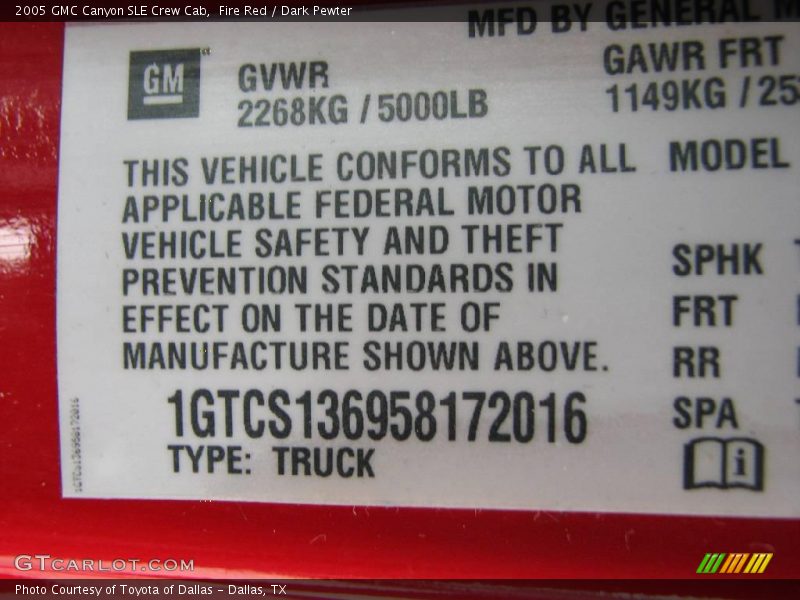 2005 GMC Canyon SLE Crew Cab,  Fire Red / Dark Pewter
MFD BY GENERAL
GM
GVWR
2268KG / 5000LB
GAWR FRT
1149KG / 25
THIS VEHICLE CONFORMS TO ALL
APPLICABLE FEDERAL MOTOR
VEHICLE SAFETY AND THEFT
PREVENTION STANDARDS IN
EFFECT ON THE DATE OF
MANUFACTURE SHOWN ABOVE.
1GTCS136958172016
TYPE: TRUCK
MODEL
SPHK
FRT
RR
SPA
i
1GTCS136958172016
GTcarlot.com
Photo Courtesy of Toyota of Dallas - Dallas, TX